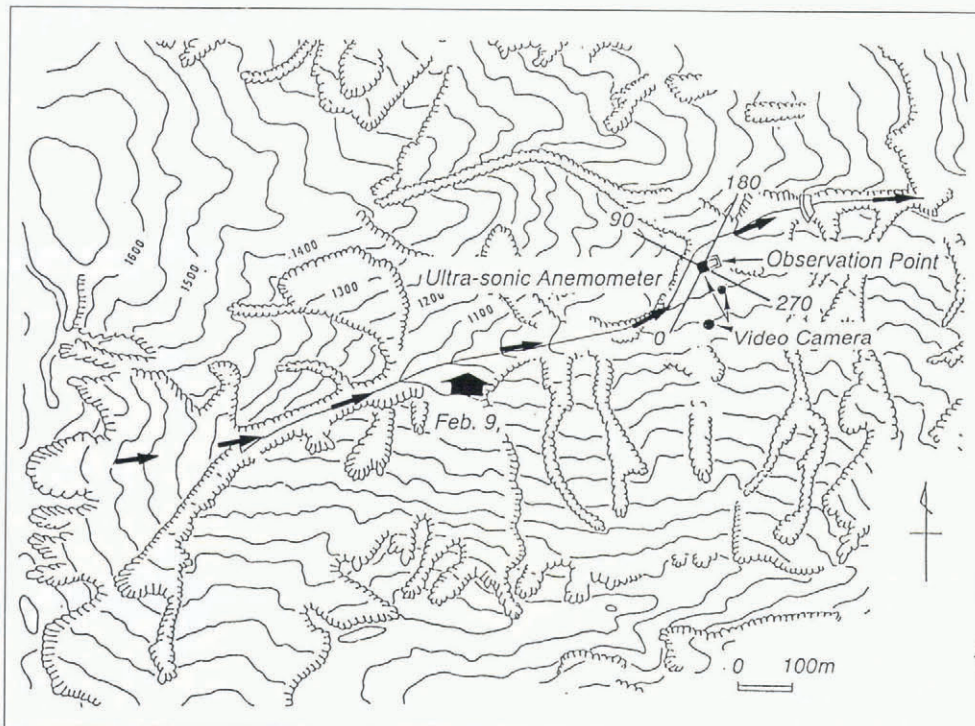 180
90
Observation Point
Ultra-sonic Anemometer
270
0
Video Camera
1600
1500
1400
1300
1200
1100
Feb. 9,
0 100m